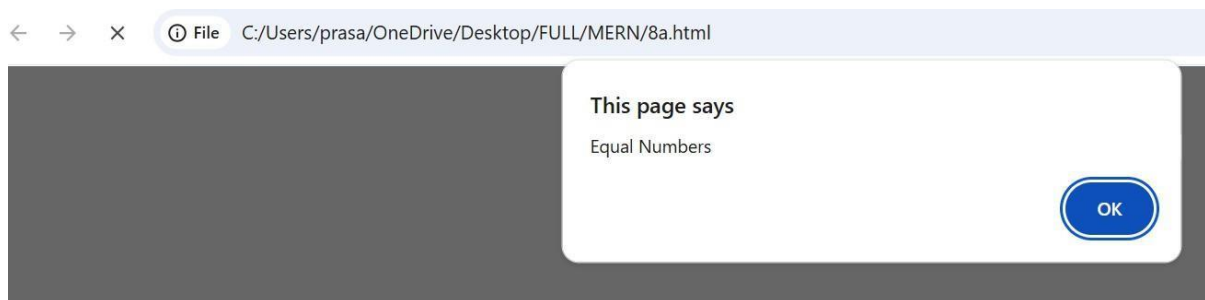 File C:/Users/prasa/OneDrive/Desktop/FULL/MERN/8a.html
This page says
Equal Numbers
OK